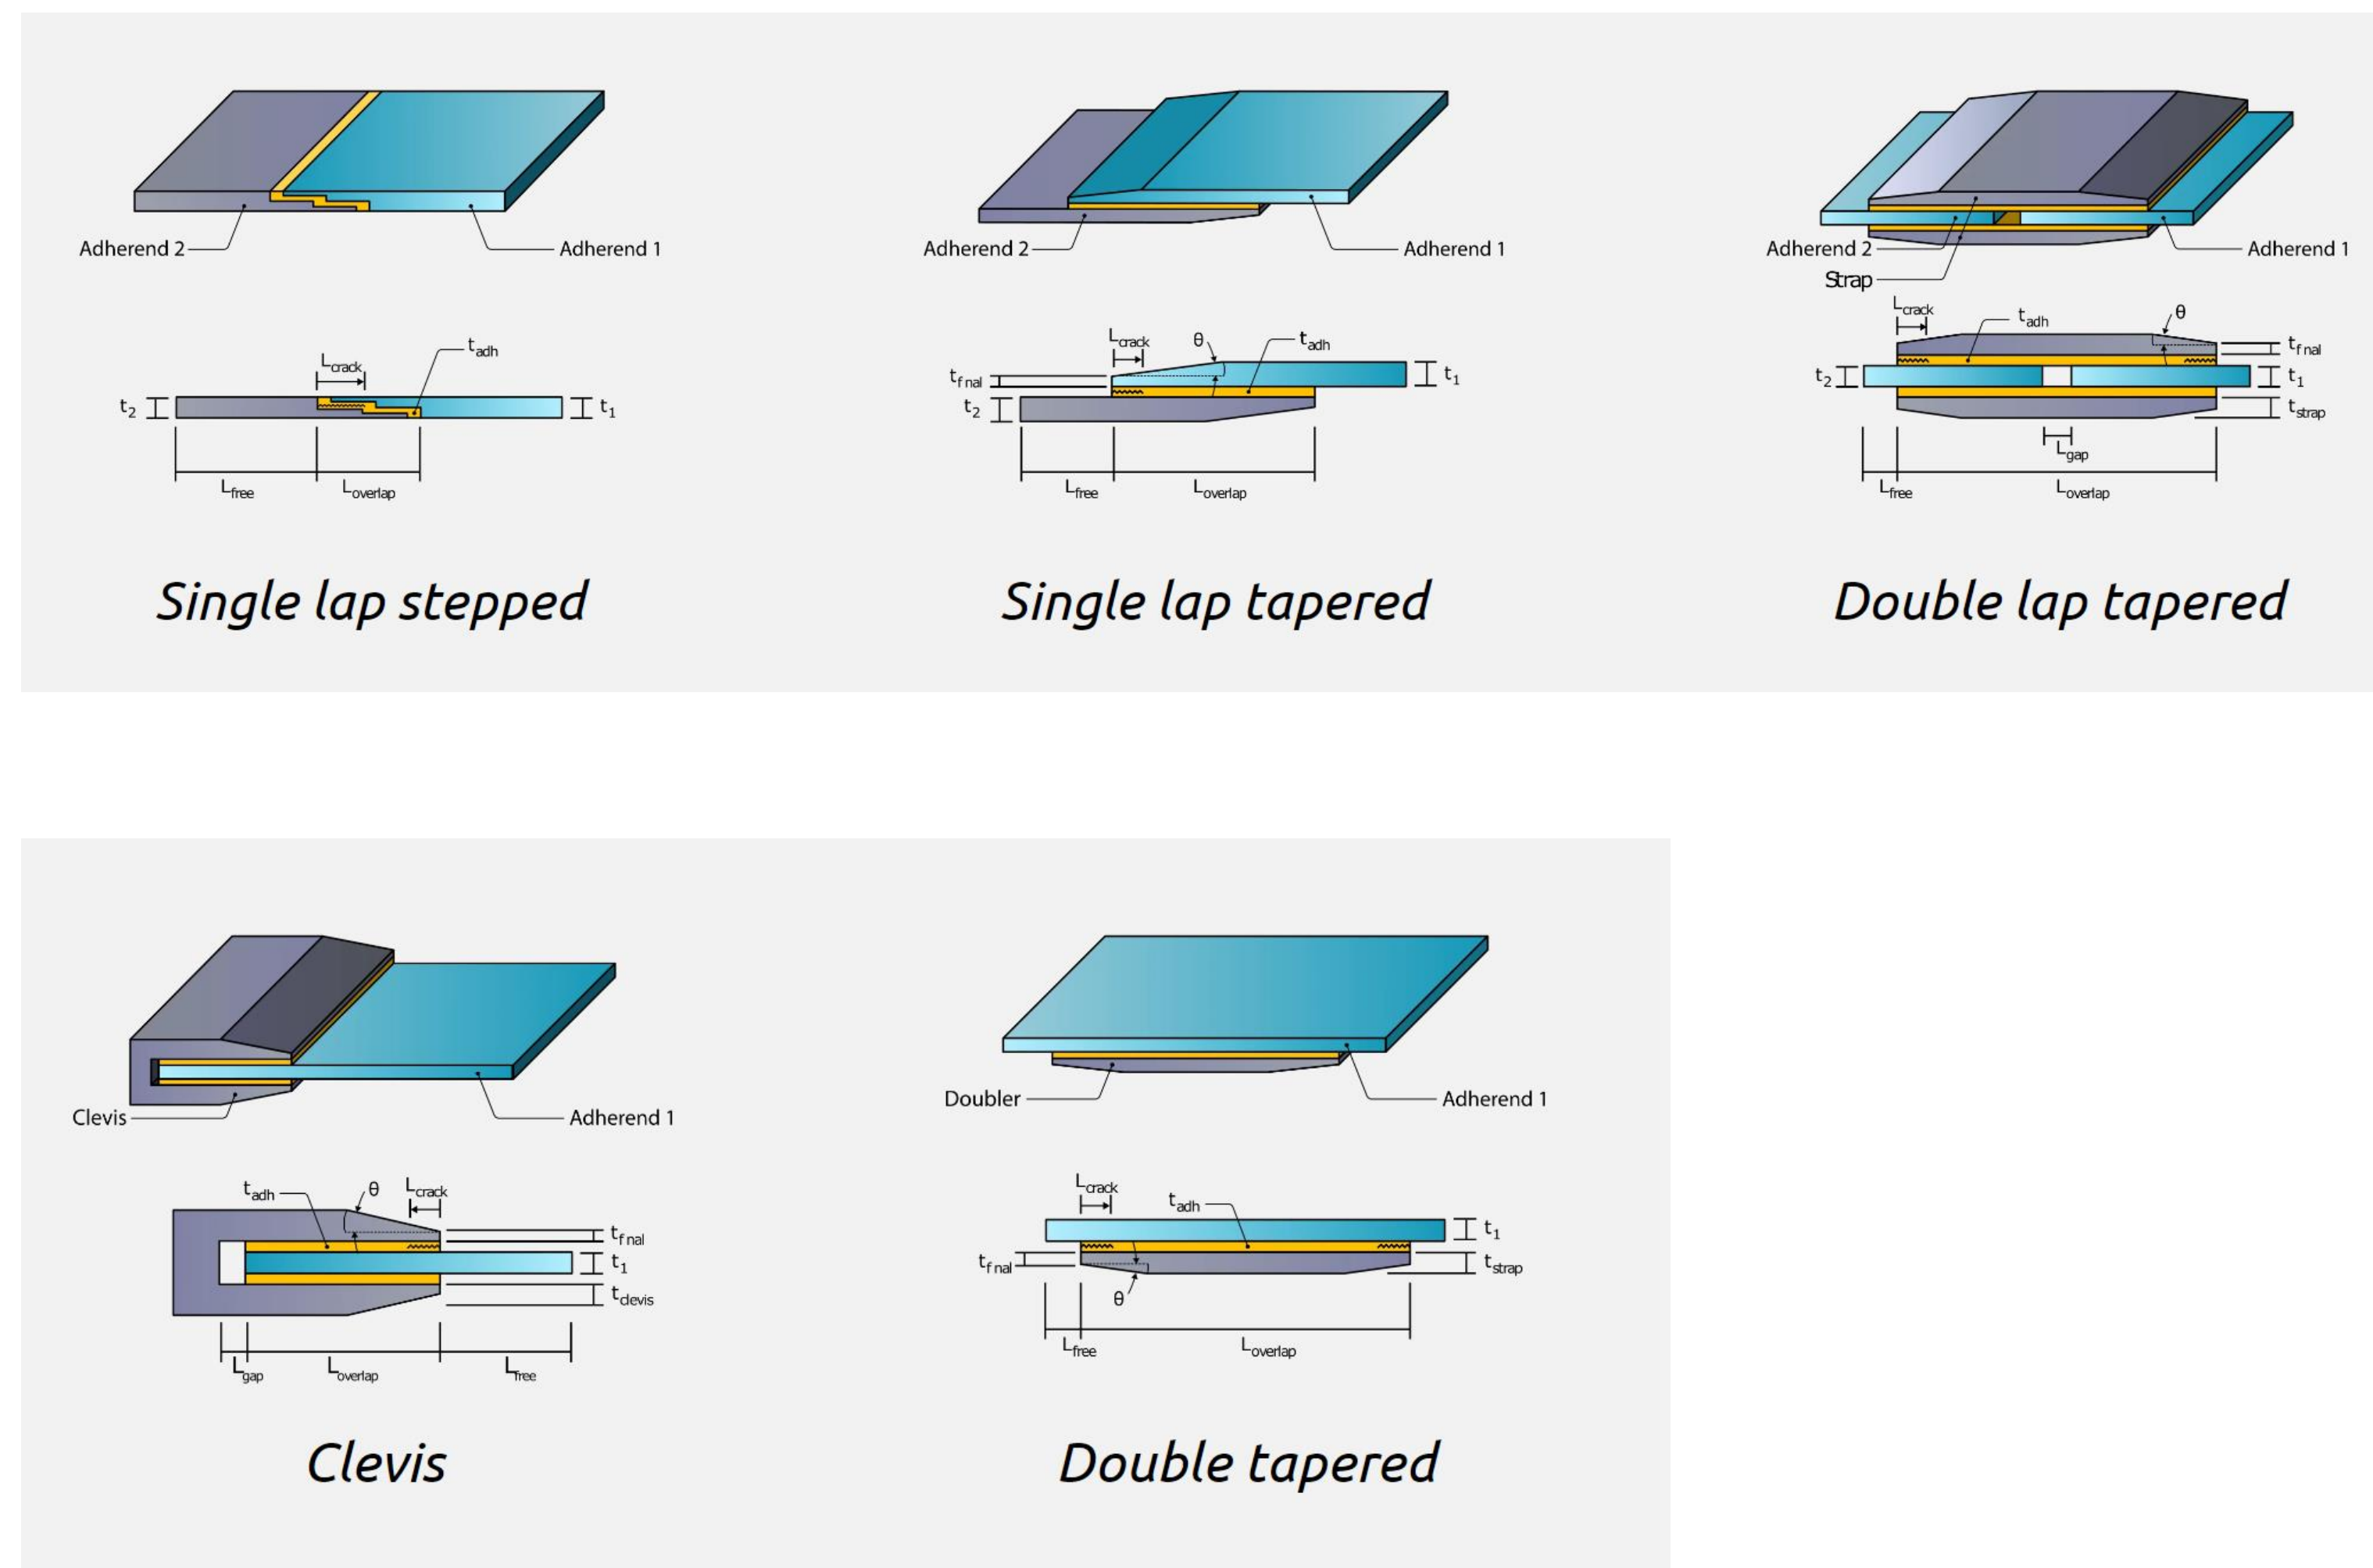 Adherend 2
Adherend 1
Lcrack
tadh
t2
t1
Lfree
Loverlap
Single lap stepped
Adherend 2
Adherend 1
Lcrack
θ
tadh
tfnal
t1
t2
Lfree
Loverlap
Single lap tapered
Adherend 2
Adherend 1
Strap
Lcrack
tadh
θ
tfnal
t2
t1
tstrap
Lgap
Lfree
Loverlap
Double lap tapered
Clevis
Adherend 1
tadh
θ
Lcrack
tfnal
t1
tclevis
Lgap
Loverlap
Lfree
Clevis
Doubler
Adherend 1
Lcrack
tadh
t1
tfnal
tstrap
θ
Lfree
Loverlap
Double tapered